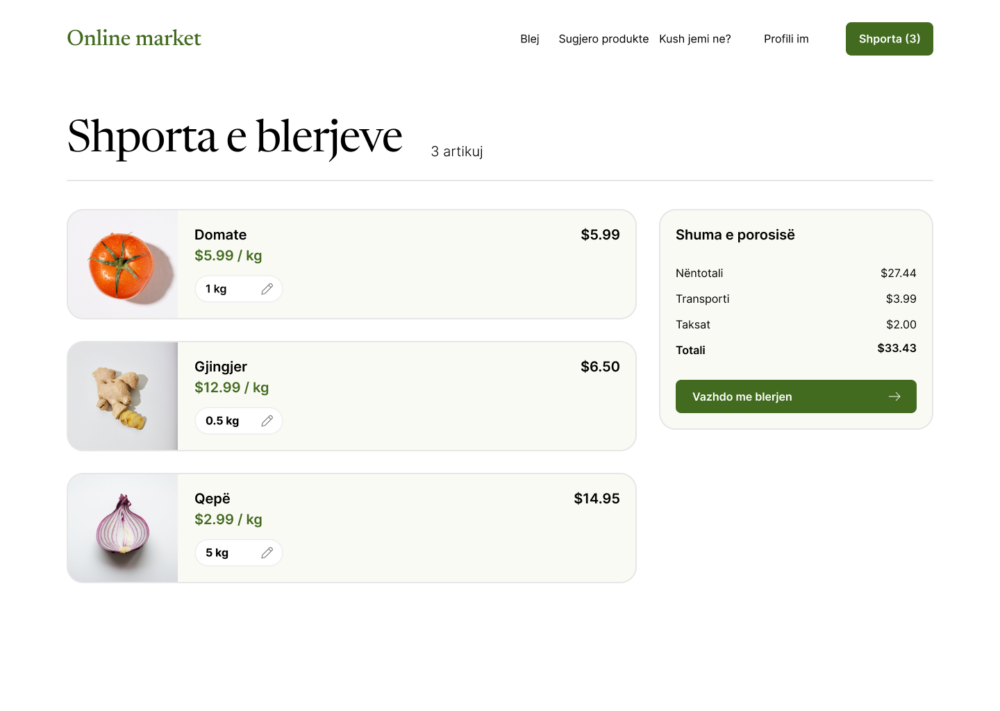 Online market
Blej Sugjero produkte Kush jemi ne? Profili im Shporta (3)
Shporta e blerjeve 3 artikuj
Domate $5.99
$5.99 / kg
1 kg
Gjingjer $6.50
$12.99 / kg
0.5 kg
Qepë $14.95
$2.99 / kg
5 kg
Shuma e porosisë
Nëntotali $27.44
Transporti $3.99
Taksat $2.00
Totali $33.43
Vazhdo me blerjen